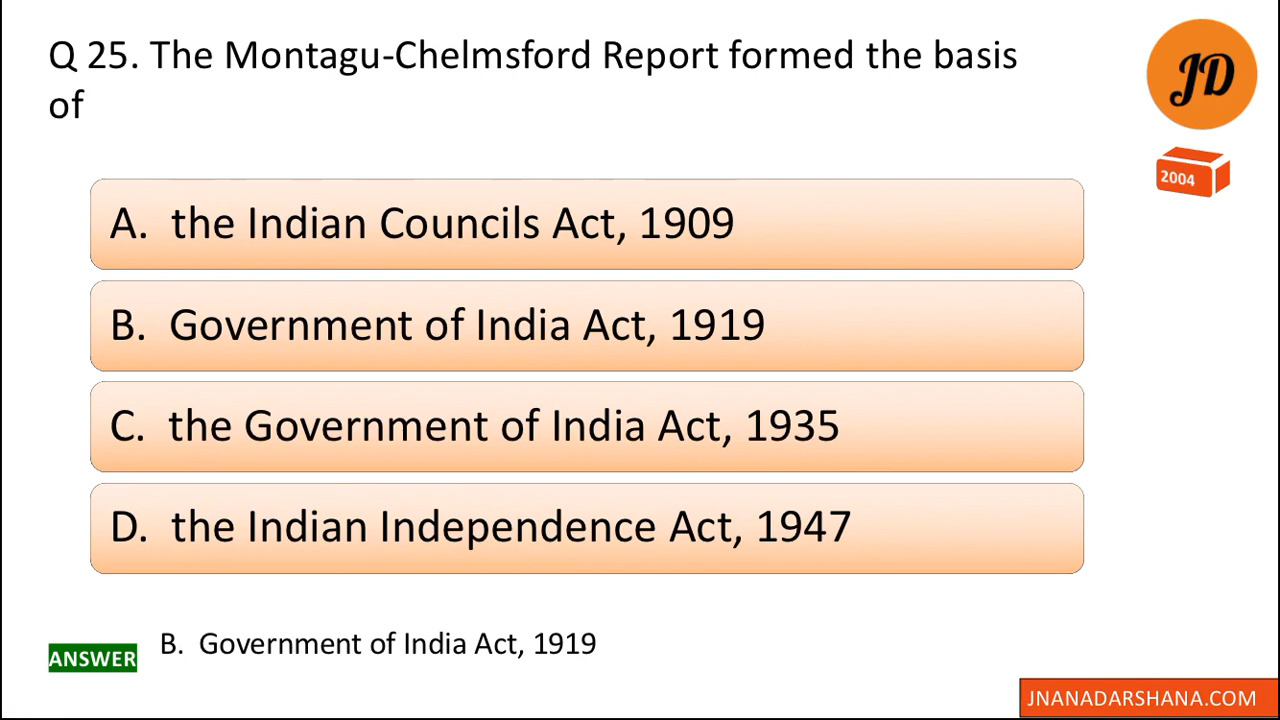 Q 25. The Montagu-Chelmsford Report formed the basis
of
JD
2004
A. the Indian Councils Act, 1909
B. Government of India Act, 1919
C. the Government of India Act, 1935
D. the Indian Independence Act, 1947
ANSWER B. Government of India Act, 1919
JNANADARSHANA.COM